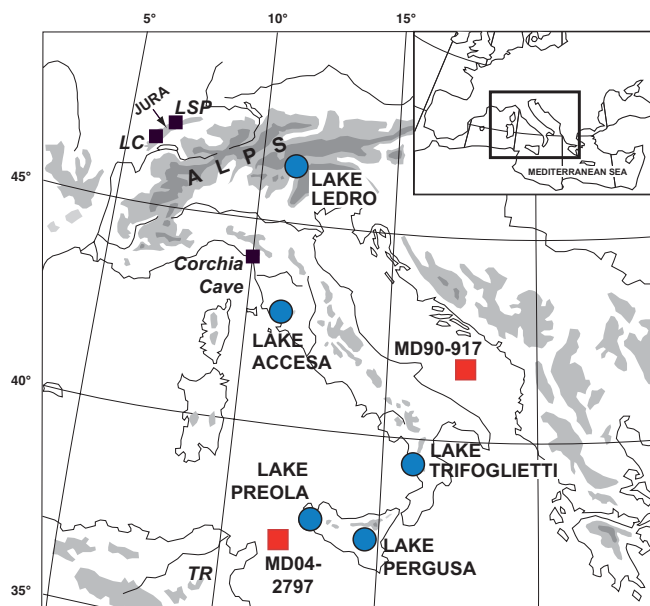 5°
10°
15°
JURA
LSP
LC
ALPS
LAKE
LEDRO
MEDITERRANEAN SEA
45°
Corchia
Cave
LAKE
ACCESA
MD90-917
40°
LAKE
TRIFOGLIETTI
LAKE
PREOLA
LAKE
PERGUSA
TR
MD04-
2797
35°